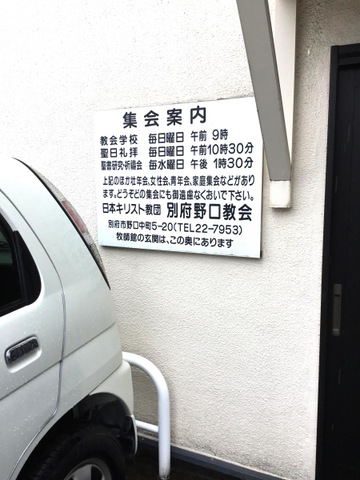 集会案内
教会学校 毎日曜日 午前 9時
聖日礼拝 毎日曜日 午前10時30分
聖書研究・祈祷会 毎水曜日 午後 1時30分
上記のほか壮年会、女性会、青年会、家庭集会などがあり
ます。どうぞどの集会にも御遠慮なくおいで下さい。
日本キリスト教団 別府野口教会
別府市野口中町5-20(TEL22-7953)
牧師館の玄関は、この奥にあります